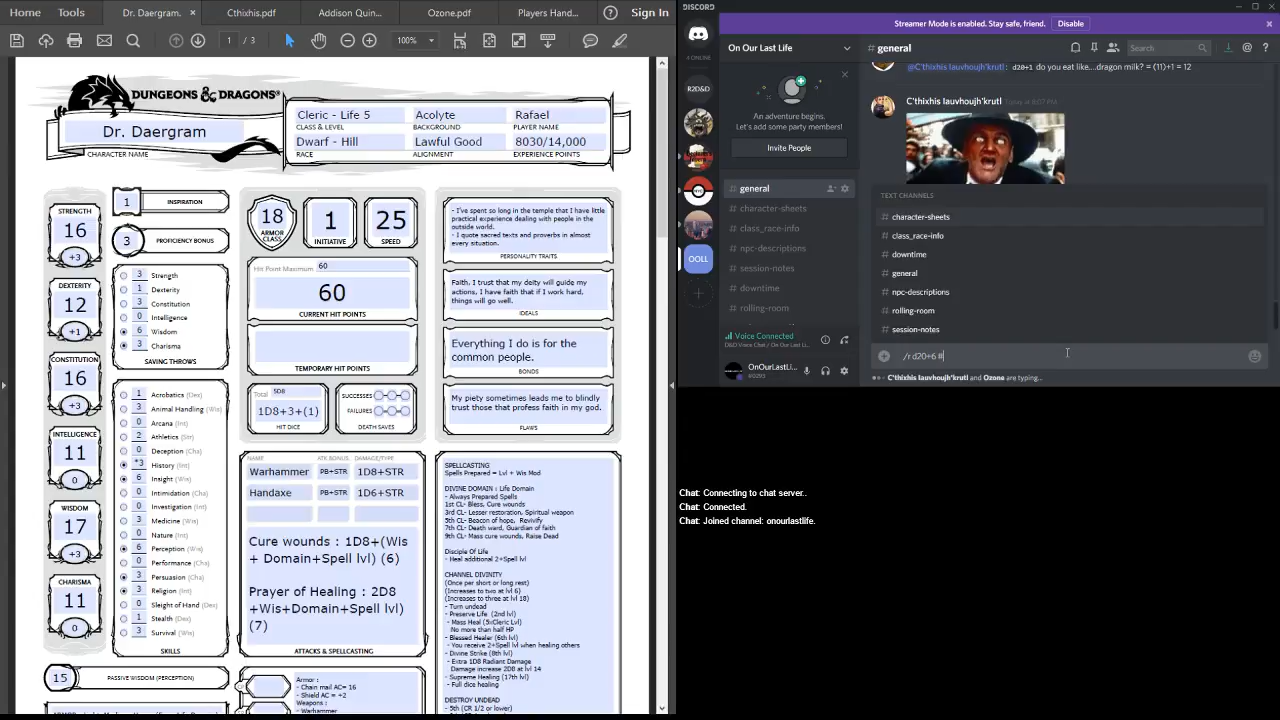 Home
Tools
Dr. Daergram.
Cthixhis.pdf
Addison Quin...
Ozone.pdf
Players Hand...
Sign In
1 / 3
100%
DUNGEONS & DRAGONS®
Dr. Daergram
CHARACTER NAME
Cleric - Life 5 Acolyte Rafael
CLASS & LEVEL BACKGROUND PLAYER NAME
Dwarf - Hill Lawful Good 8030/14,000
RACE ALIGNMENT EXPERIENCE POINTS
STRENGTH
16
+3
DEXTERITY
12
+1
CONSTITUTION
16
+3
INTELLIGENCE
11
0
WISDOM
17
+3
CHARISMA
11
0
1 INSPIRATION
3 PROFICIENCY BONUS
3 Strength
1 Dexterity
3 Constitution
0 Intelligence
6 Wisdom
3 Charisma
SAVING THROWS
1 Acrobatics (Dex)
3 Animal Handling (Wis)
0 Arcana (Int)
2 Athletics (Str)
0 Deception (Cha)
+3 History (Int)
6 Insight (Wis)
0 Intimidation (Cha)
0 Investigation (Int)
3 Medicine (Wis)
0 Nature (Int)
6 Perception (Wis)
0 Performance (Cha)
3 Persuasion (Cha)
3 Religion (Int)
0 Sleight of Hand (Dex)
1 Stealth (Dex)
3 Survival (Wis)
SKILLS
15 PASSIVE WISDOM (PERCEPTION)
18
ARMOR
CLASS
1
INITIATIVE
25
SPEED
Hit Point Maximum 60
60
CURRENT HIT POINTS
TEMPORARY HIT POINTS
Total 5D8
1D8+3+(1)
HIT DICE
SUCCESSES
FAILURES
DEATH SAVES
NAME ATK BONUS DAMAGE/TYPE
Warhammer PB+STR 1D8+STR
Handaxe PB+STR 1D6+STR
Cure wounds : 1D8+(Wis
+ Domain+Spell lvl) (6)
Prayer of Healing : 2D8
+Wis+Domain+Spell lvl)
(7)
ATTACKS & SPELLCASTING
Armor :
- Chain mail AC= 16
- Shield AC = +2
Weapons :
- Warhammer
- I've spent so long in the temple that I have little
practical experience dealing with people in the
outside world.
- I quote sacred texts and proverbs in almost
every situation.
PERSONALITY TRAITS
Faith, I trust that my deity will guide my
actions, I have faith that if I work hard,
things will go well.
IDEALS
Everything I do is for the
common people.
BONDS
My piety sometimes leads me to blindly
trust those that profess faith in my god.
FLAWS
SPELLCASTING
Spells Prepared = Lvl + Wis Mod
DIVINE DOMAIN : Life Domain
- Always Prepared Spells
1st CL- Bless, Cure wounds
3rd CL- Lesser restoration, Spiritual weapon
5th CL- Beacon of hope, Revivify
7th CL- Death ward, Guardian of faith
9th CL- Mass cure wounds, Raise Dead
Disciple Of Life
- Heal additional 2+Spell lvl
CHANNEL DIVINITY
(Once per short or long rest)
(Increases to two at lvl 6)
(Increases to three at lvl 18)
- Turn undead
- Preserve Life (2nd lvl)
- Mass Heal (5xCleric Lvl)
No more than half HP
- Blessed Healer (6th lvl)
- You receive 2+Spell lvl when healing others
- Divine Strike (8th lvl)
- Extra 1D8 Radiant Damage
Damage increase 2D8 at lvl 14
- Supreme Healing (17th lvl)
- Full dice healing
DESTROY UNDEAD
- 5th (CR 1/2 or lower)
DISCORD
Streamer Mode is enabled. Stay safe, friend. Disable
4 ONLINE
R2D&D
OOLL
On Our Last Life
An adventure begins.
Let's add some party members!
Invite People
# general
# character-sheets
# class_race-info
# npc-descriptions
# session-notes
# downtime
# rolling-room
Voice Connected
D&D Voice Chat / On Our Last Li...
OnOurLastLi...
# general
Search
@C'thixhis lauvhoujh'krutl : d20+1 do you eat like....dragon milk? = (11)+1 = 12
C'thixhis lauvhoujh'krutl Today at 8:07 PM
TEXT CHANNELS
# character-sheets
# class_race-info
# downtime
# general
# npc-descriptions
# rolling-room
# session-notes
/r d20+6 #
C'thixhis lauvhoujh'krutl and Ozone are typing...
Chat: Connecting to chat server..
Chat: Connected.
Chat: Joined channel: onourlastlife.